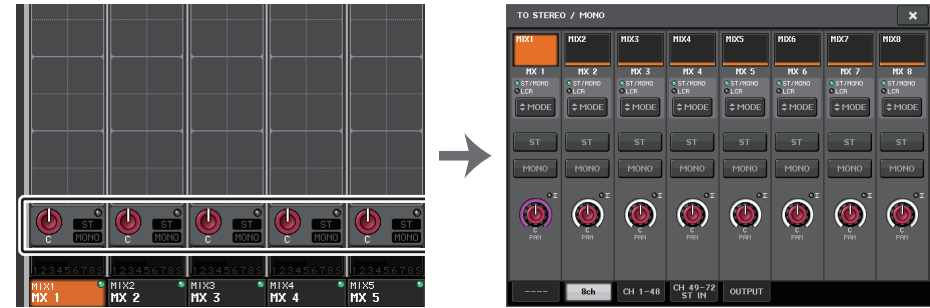 C ST MONO C ST MONO C ST MONO C ST MONO C ST MONO
12345678S 12345678S 12345678S 12345678S 12345678S
MIX1 MIX2 MIX3 MIX4 MIX5
MX 1 MX 2 MX 3 MX 4 MX 5
TO STEREO / MONO ×
MIX1 MIX2 MIX3 MIX4 MIX5 MIX6 MIX7 MIX8
MX 1 MX 2 MX 3 MX 4 MX 5 MX 6 MX 7 MX 8
ST/MONO ST/MONO ST/MONO ST/MONO ST/MONO ST/MONO ST/MONO ST/MONO
LCR LCR LCR LCR LCR LCR LCR LCR
MODE MODE MODE MODE MODE MODE MODE MODE
ST ST ST ST ST ST ST ST
MONO MONO MONO MONO MONO MONO MONO MONO
Σ Σ Σ Σ Σ Σ Σ Σ
C C C C C C C C
PAN PAN PAN PAN PAN PAN PAN PAN
---- 8ch CH 1-48 CH 49-72 ST IN OUTPUT